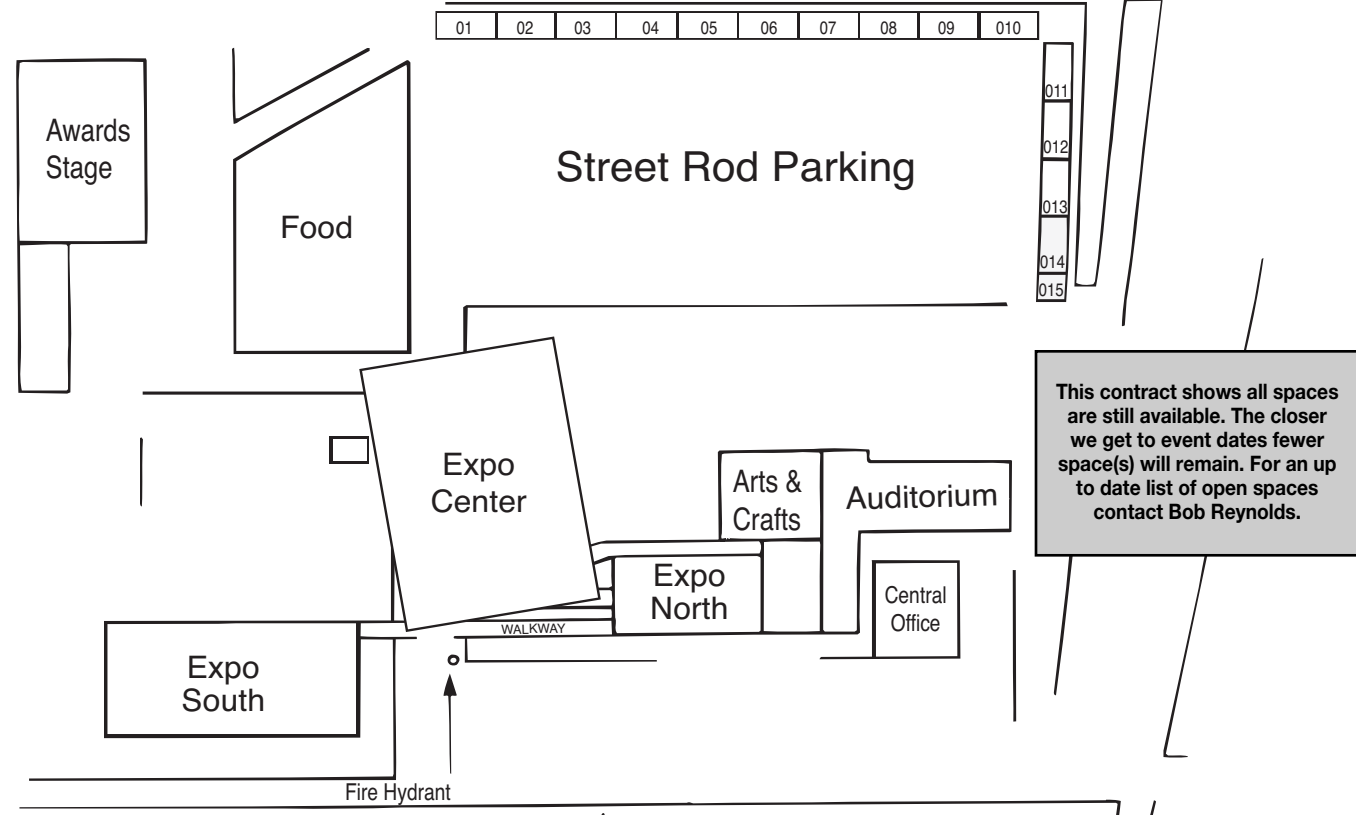 01 02 03 04 05 06 07 08 09 010
011
012
013
014
015
Awards
Stage
Food
Street Rod Parking
This contract shows all spaces
are still available. The closer
we get to event dates fewer
space(s) will remain. For an up
to date list of open spaces
contact Bob Reynolds.
Expo
Center
Arts &
Crafts
Auditorium
Expo
North
Central
Office
WALKWAY
Expo
South
Fire Hydrant